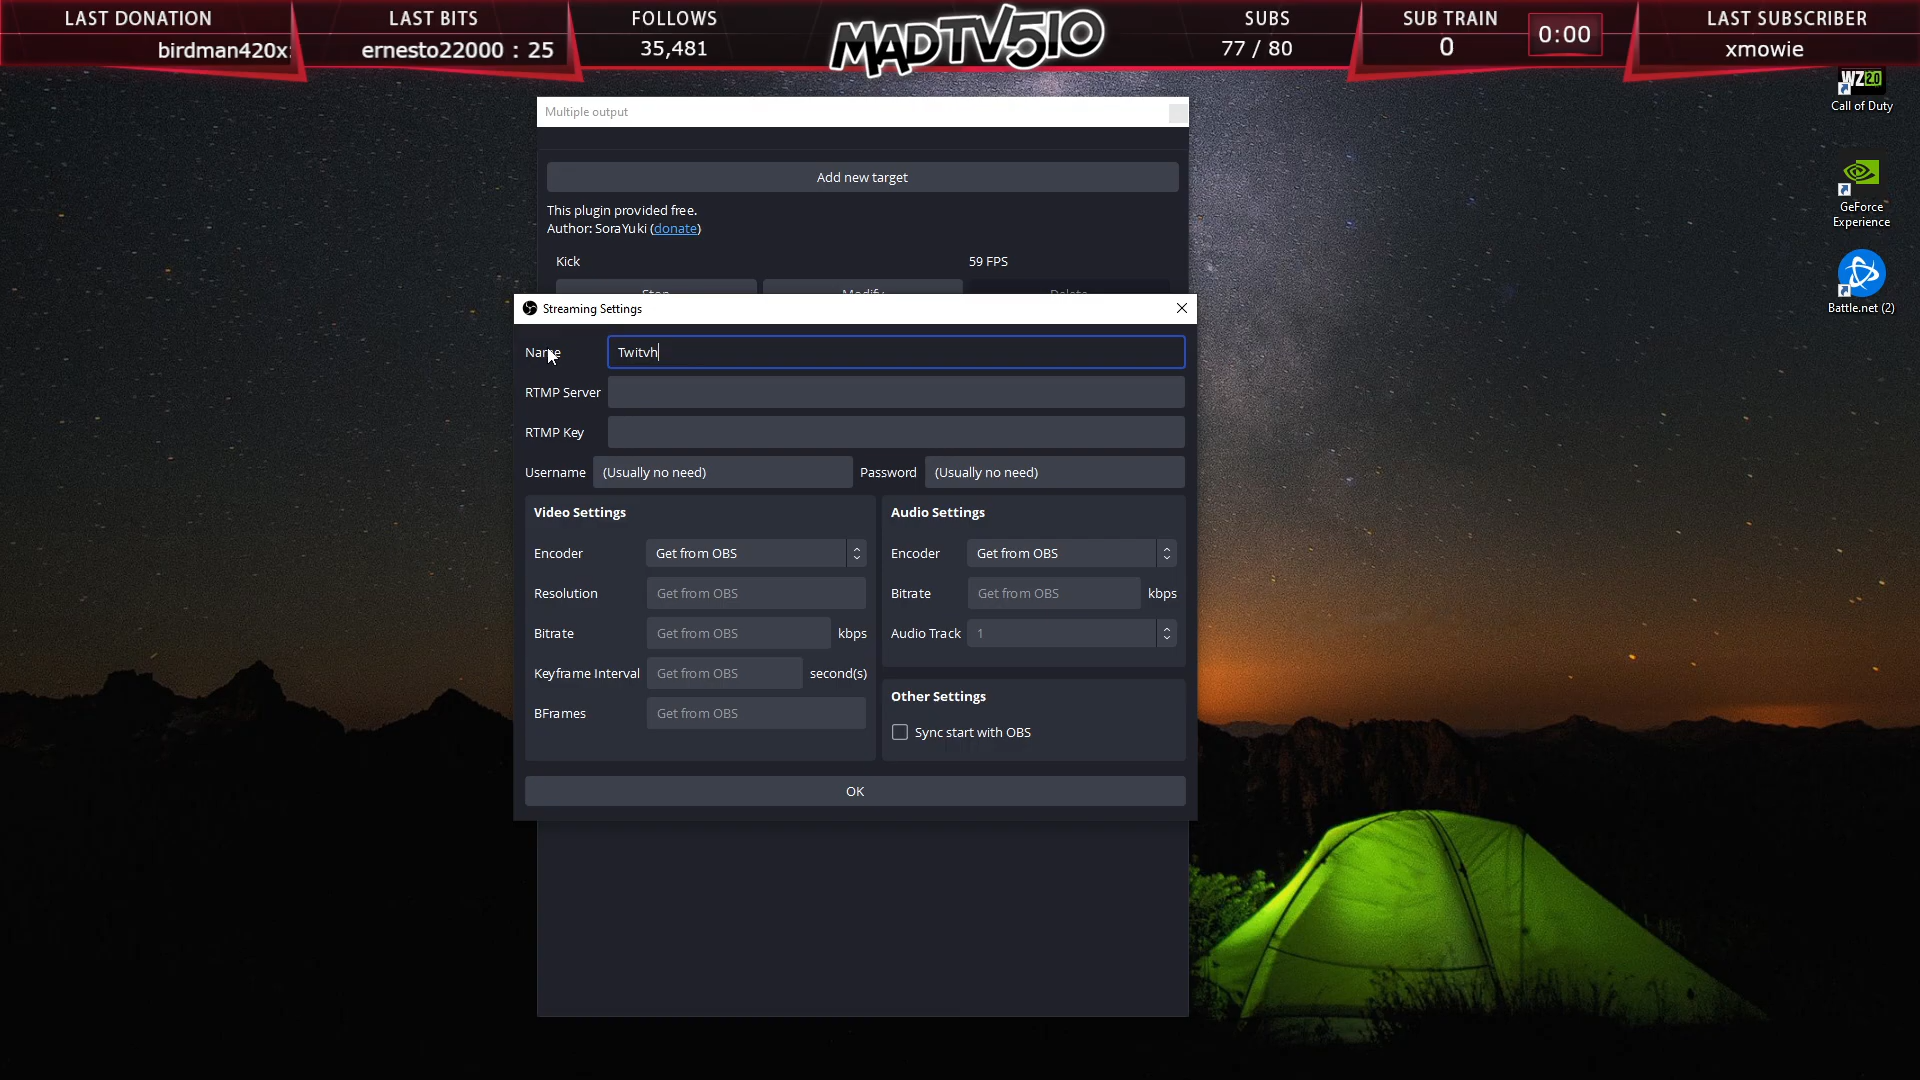 LAST DONATION
birdman420x:
LAST BITS
ernesto22000 : 25
FOLLOWS
35,481
MADTV510
SUBS
77 / 80
SUB TRAIN
0
0:00
LAST SUBSCRIBER
xmowie
WZ2.0
Call of Duty
GeForce
Experience
Battle.net (2)
Multiple output
Add new target
This plugin provided free.
Author: SoraYuki (donate)
Kick
59 FPS
Stop
Modify
Delete
Streaming Settings
Name
Twitvh
RTMP Server
RTMP Key
Username
(Usually no need)
Password
(Usually no need)
Video Settings
Encoder
Get from OBS
Resolution
Get from OBS
Bitrate
Get from OBS
kbps
Keyframe Interval
Get from OBS
second(s)
BFrames
Get from OBS
Audio Settings
Encoder
Get from OBS
Bitrate
Get from OBS
kbps
Audio Track
1
Other Settings
Sync start with OBS
OK